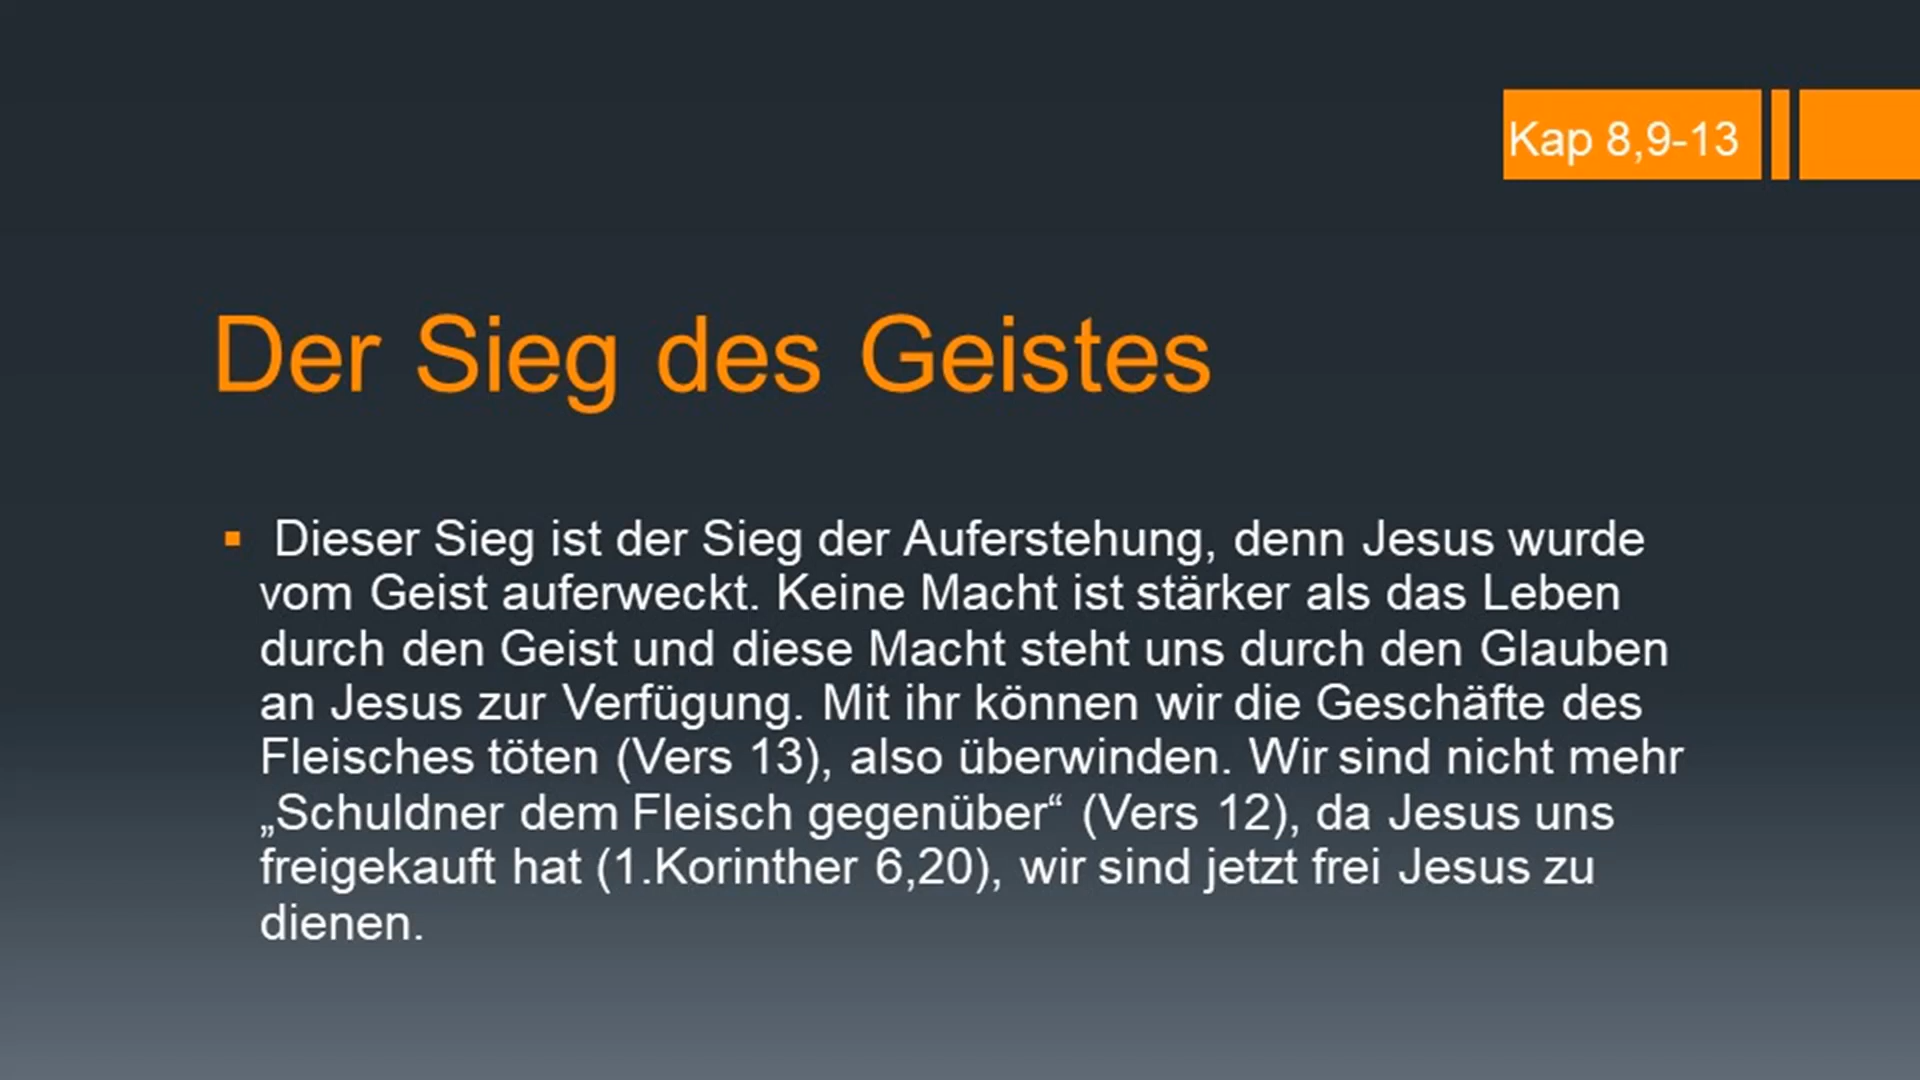 Kap 8,9-13
Der Sieg des Geistes
▪ Dieser Sieg ist der Sieg der Auferstehung, denn Jesus wurde
vom Geist auferweckt. Keine Macht ist stärker als das Leben
durch den Geist und diese Macht steht uns durch den Glauben
an Jesus zur Verfügung. Mit ihr können wir die Geschäfte des
Fleisches töten (Vers 13), also überwinden. Wir sind nicht mehr
„Schuldner dem Fleisch gegenüber“ (Vers 12), da Jesus uns
freigekauft hat (1.Korinther 6,20), wir sind jetzt frei Jesus zu
dienen.